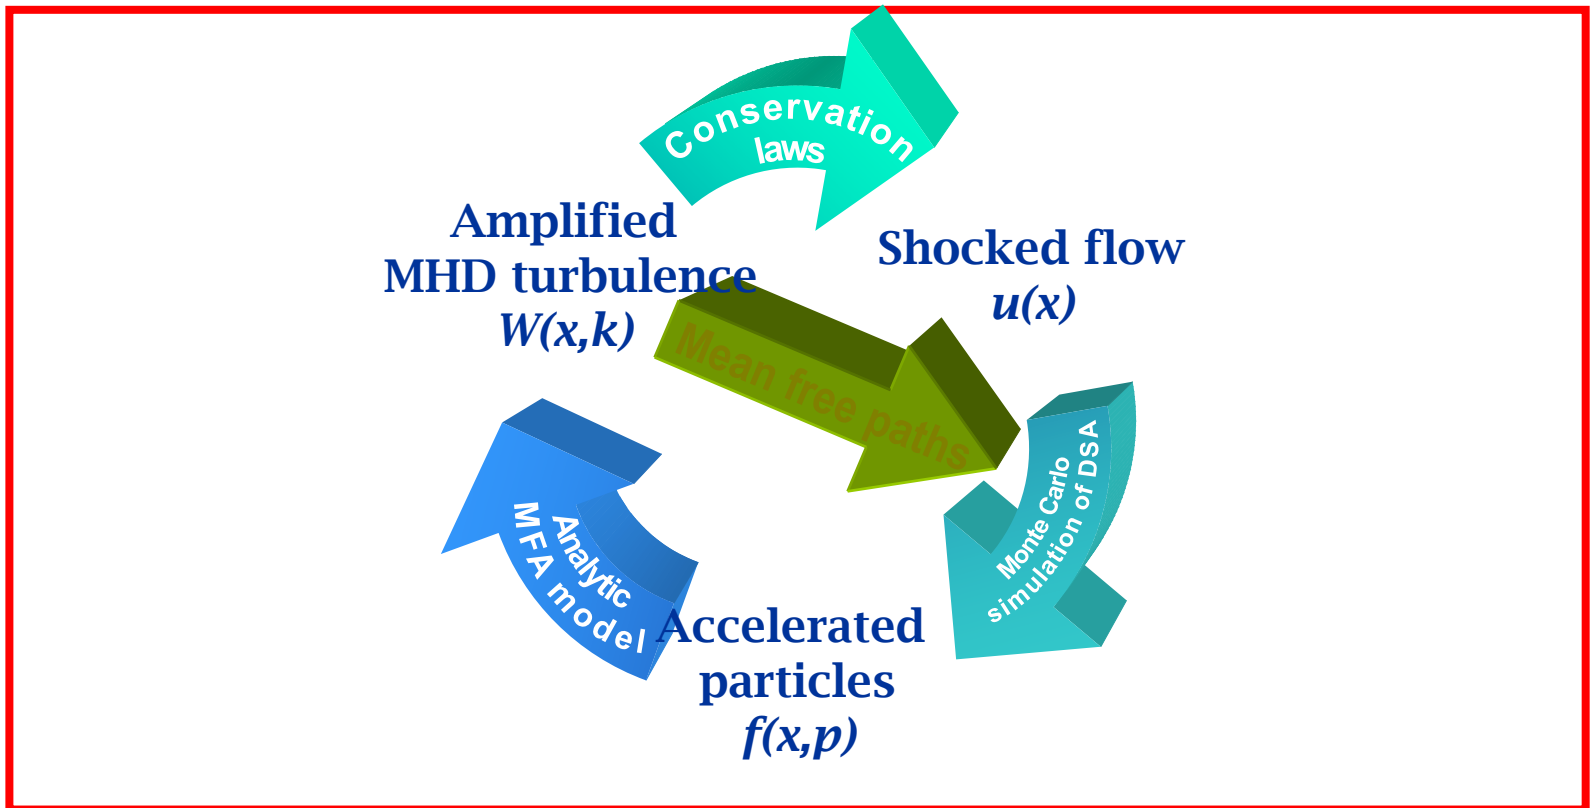 Conservation
laws
Amplified
MHD turbulence
W(x,k)
Shocked flow
u(x)
Mean free paths
Monte Carlo
simulation of DSA
Analytic
MFA model
Accelerated
particles
f(x,p)